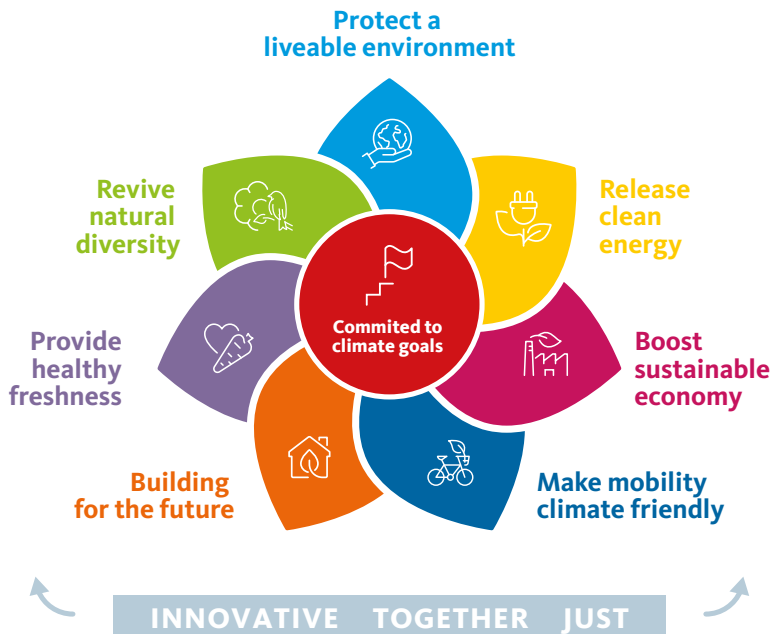 Protect a
liveable environment
Release
clean
energy
Boost
sustainable
economy
Make mobility
climate friendly
Building
for the future
Provide
healthy
freshness
Revive
natural
diversity
Commited to
climate goals
INNOVATIVE TOGETHER JUST